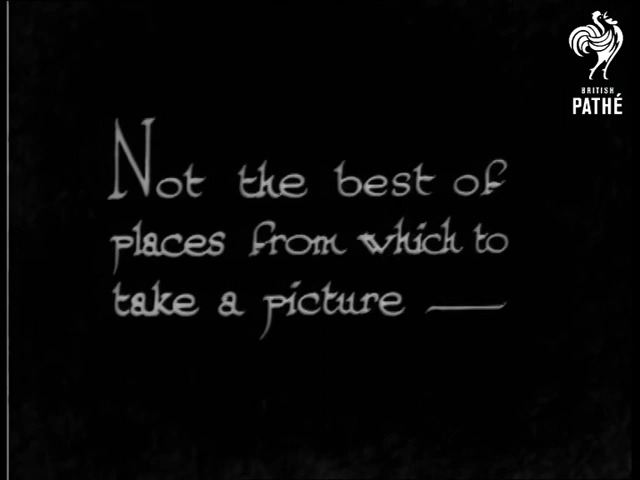 BRITISH
PATHÉ
Not the best of
places from which to
take a picture —